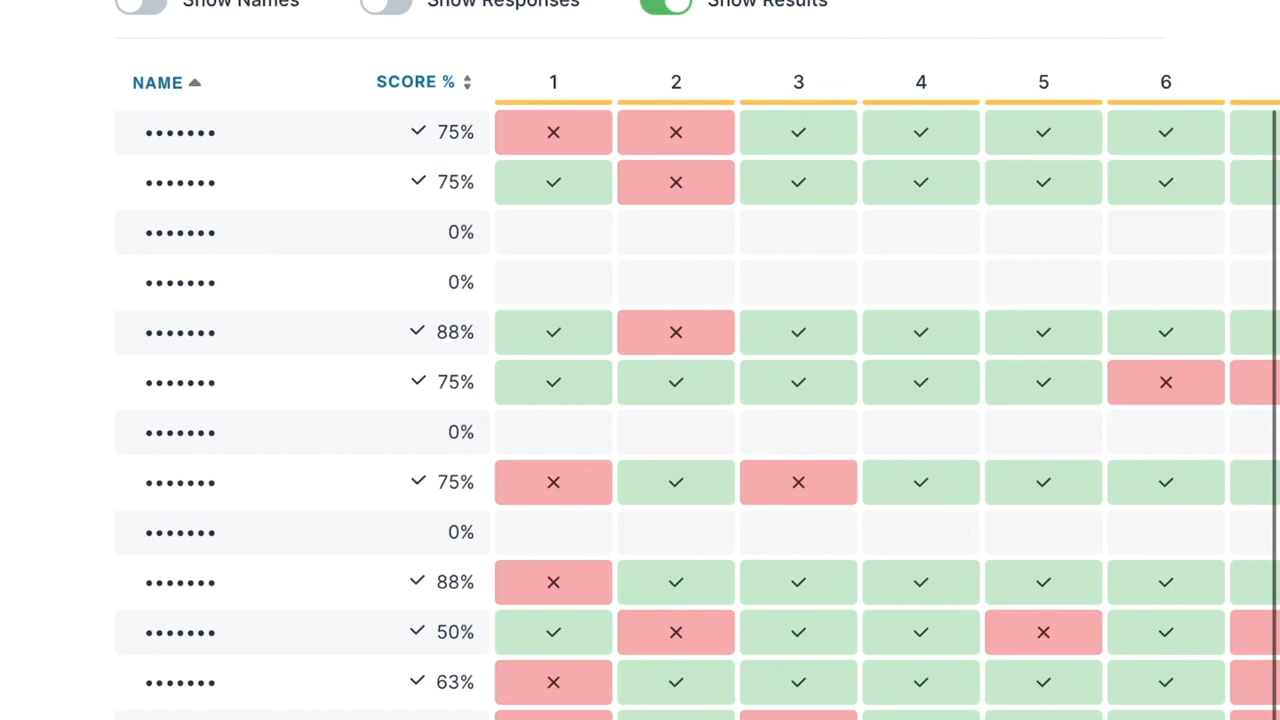 Show Names Show Responses Show Results
NAME SCORE % 1 2 3 4 5 6
••••••• ✓ 75% ✕ ✕ ✓ ✓ ✓ ✓
••••••• ✓ 75% ✓ ✕ ✓ ✓ ✓ ✓
••••••• 0%
••••••• 0%
••••••• ✓ 88% ✓ ✕ ✓ ✓ ✓ ✓
••••••• ✓ 75% ✓ ✓ ✓ ✓ ✓ ✕
••••••• 0%
••••••• ✓ 75% ✕ ✓ ✕ ✓ ✓ ✓
••••••• 0%
••••••• ✓ 88% ✕ ✓ ✓ ✓ ✓ ✓
••••••• ✓ 50% ✓ ✕ ✓ ✓ ✕ ✓
••••••• ✓ 63% ✕ ✓ ✓ ✓ ✓ ✓